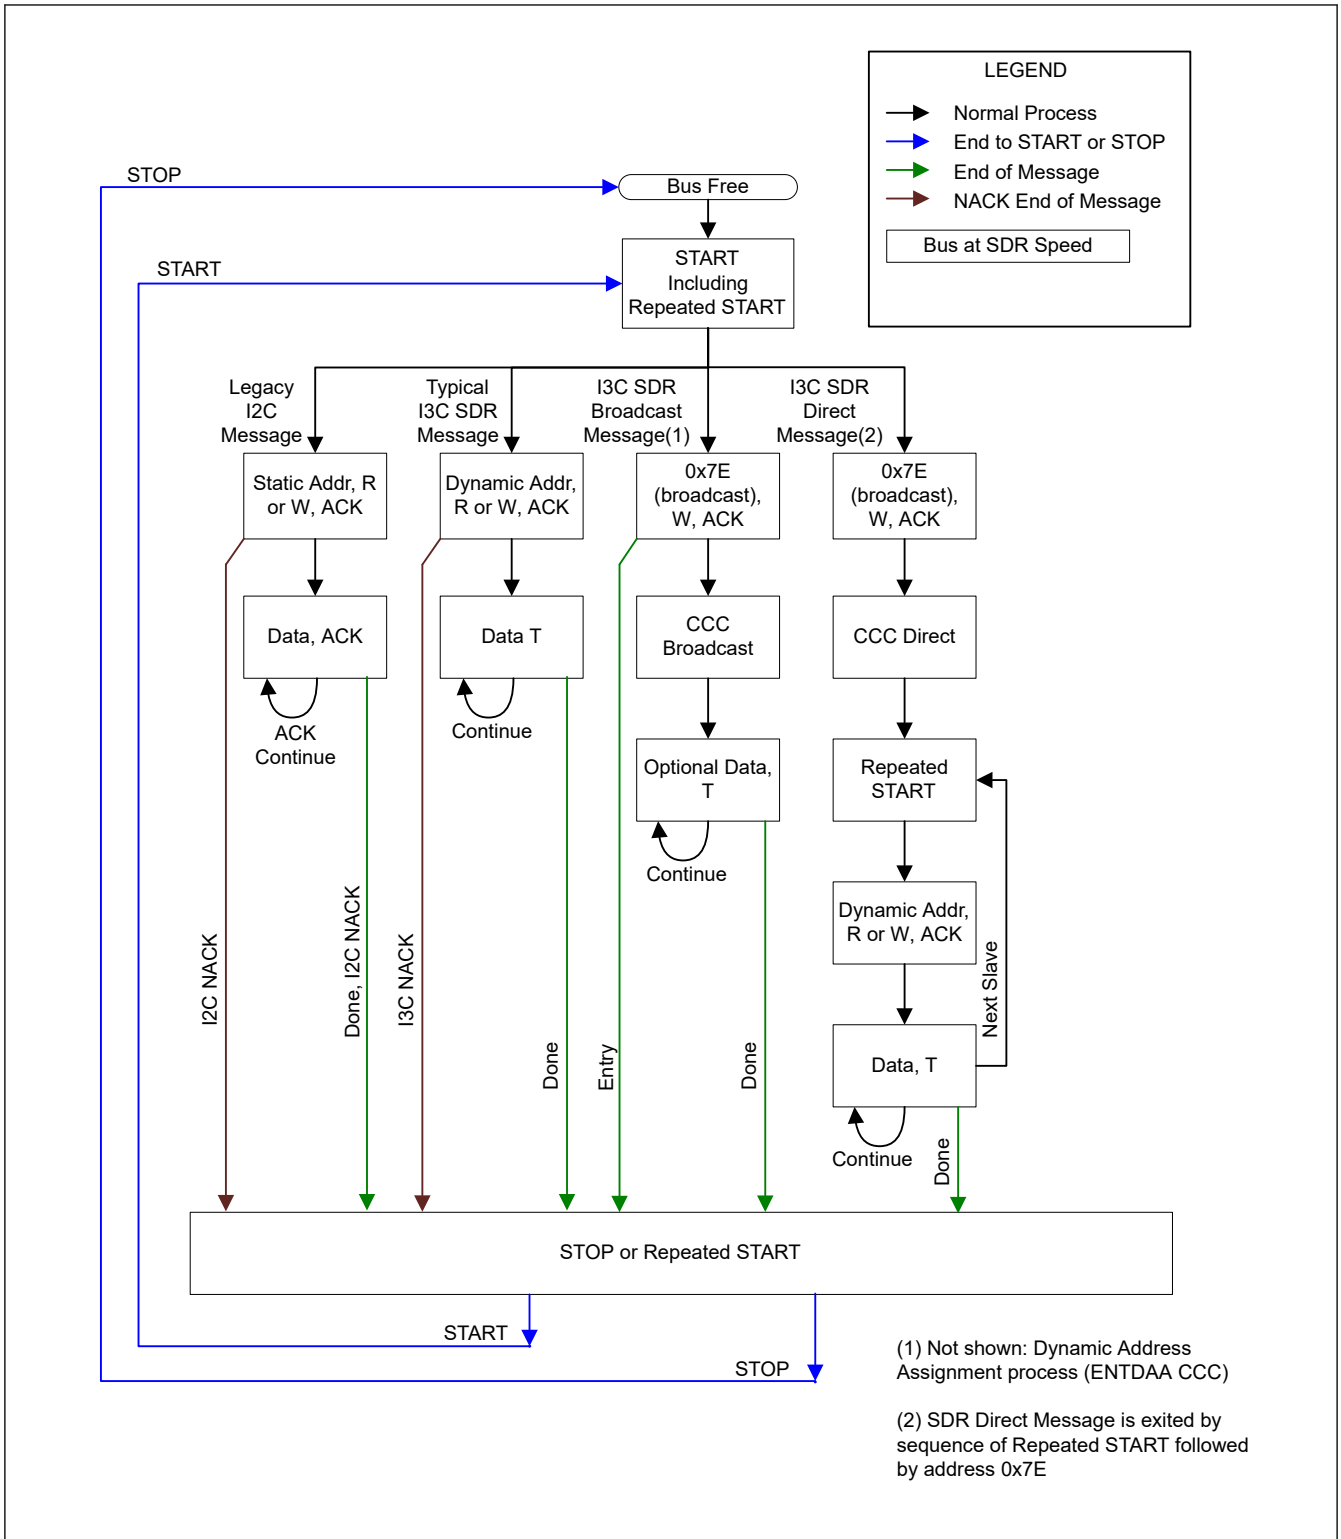 LEGEND
Normal Process
End to START or STOP
End of Message
NACK End of Message
Bus at SDR Speed
STOP
Bus Free
START
START
Including
Repeated START
Legacy
I2C
Message
Typical
I3C SDR
Message
I3C SDR
Broadcast
Message(1)
I3C SDR
Direct
Message(2)
Static Addr, R
or W, ACK
Dynamic Addr,
R or W, ACK
0x7E
(broadcast),
W, ACK
0x7E
(broadcast),
W, ACK
Data, ACK
Data T
CCC
Broadcast
CCC Direct
ACK
Continue
Continue
Optional Data,
T
Repeated
START
Continue
Dynamic Addr,
R or W, ACK
Next Slave
I2C NACK
Done, I2C NACK
I3C NACK
Done
Entry
Done
Data, T
Continue
Done
STOP or Repeated START
START
STOP
(1) Not shown: Dynamic Address
Assignment process (ENTDAA CCC)
(2) SDR Direct Message is exited by
sequence of Repeated START followed
by address 0x7E